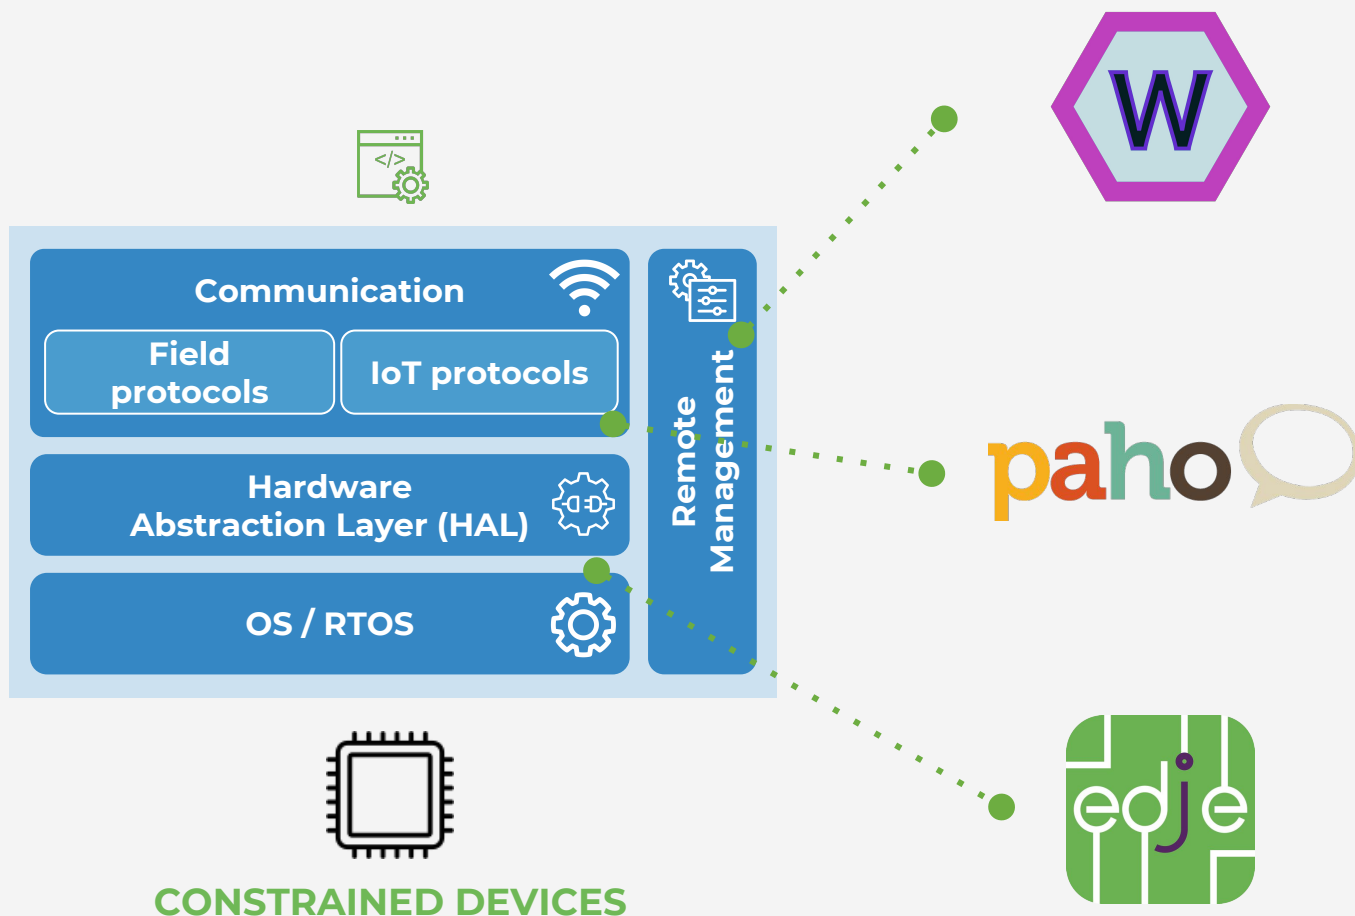 W
</>
Communication
Field
protocols
IoT protocols
Remote
Management
paho
Hardware
Abstraction Layer (HAL)
OS / RTOS
edje
CONSTRAINED DEVICES